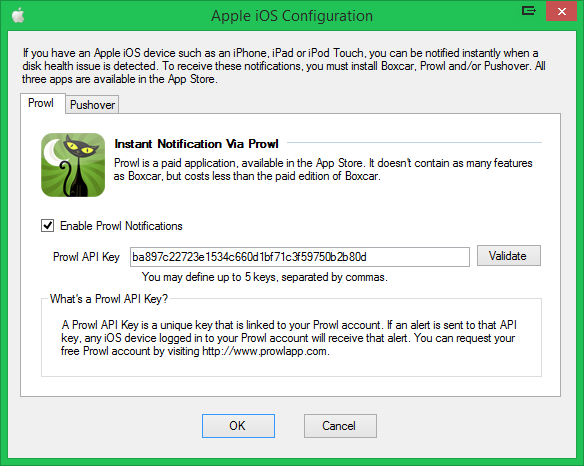 Apple iOS Configuration
If you have an Apple iOS device such as an iPhone, iPad or iPod Touch, you can be notified instantly when a
disk health issue is detected. To receive these notifications, you must install Boxcar, Prowl and/or Pushover. All
three apps are available in the App Store.
Prowl
Pushover
Instant Notification Via Prowl
Prowl is a paid application, available in the App Store. It doesn't contain as many features
as Boxcar, but costs less than the paid edition of Boxcar.
Enable Prowl Notifications
Prowl API Key
ba897c22723e1534c660d1bf71c3f59750b2b80d
Validate
You may define up to 5 keys, separated by commas.
What's a Prowl API Key?
A Prowl API Key is a unique key that is linked to your Prowl account. If an alert is sent to that API
key, any iOS device logged in to your Prowl account will receive that alert. You can request your
free Prowl account by visiting http://www.prowlapp.com.
OK
Cancel